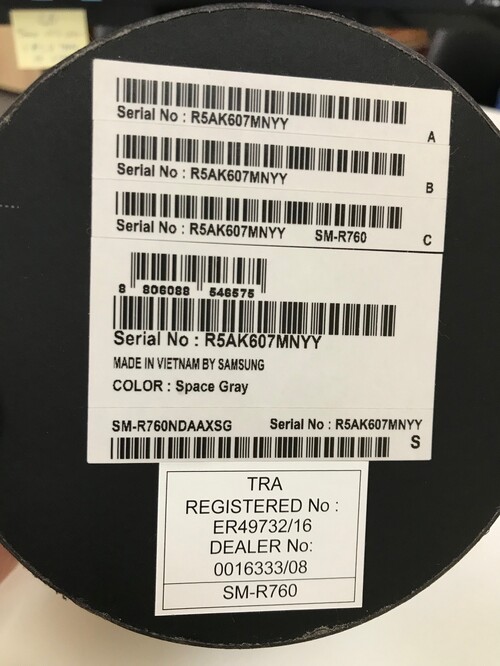 Serial No : R5AK607MNYY
A
Serial No : R5AK607MNYY
B
Serial No : R5AK607MNYY SM-R760 C
8 806088 546575
Serial No : R5AK607MNYY
MADE IN VIETNAM BY SAMSUNG
COLOR : Space Gray
SM-R760NDAAXSG Serial No : R5AK607MNYY
S
TRA
REGISTERED No :
ER49732/16
DEALER No:
0016333/08
SM-R760